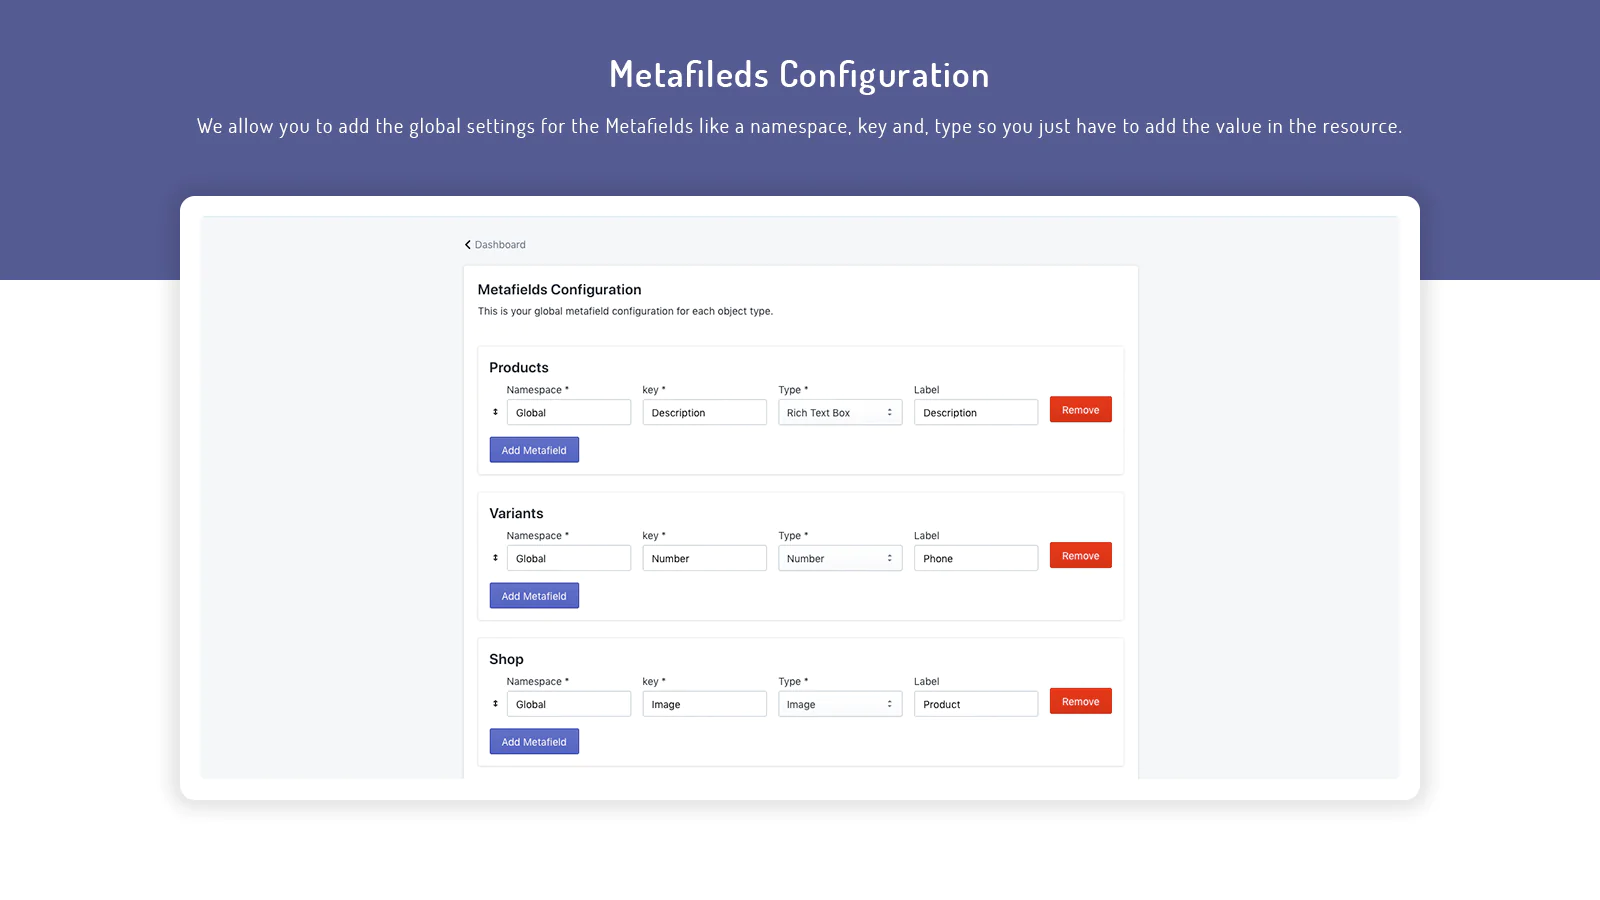 Metafileds Configuration
We allow you to add the global settings for the Metafields like a namespace, key and, type so you just have to add the value in the resource.
Dashboard
Metafields Configuration
This is your global metafield configuration for each object type.
Products
Namespace * key * Type * Label
Global Description Rich Text Box Description Remove
Add Metafield
Variants
Namespace * key * Type * Label
Global Number Number Phone Remove
Add Metafield
Shop
Namespace * key * Type * Label
Global Image Image Product Remove
Add Metafield